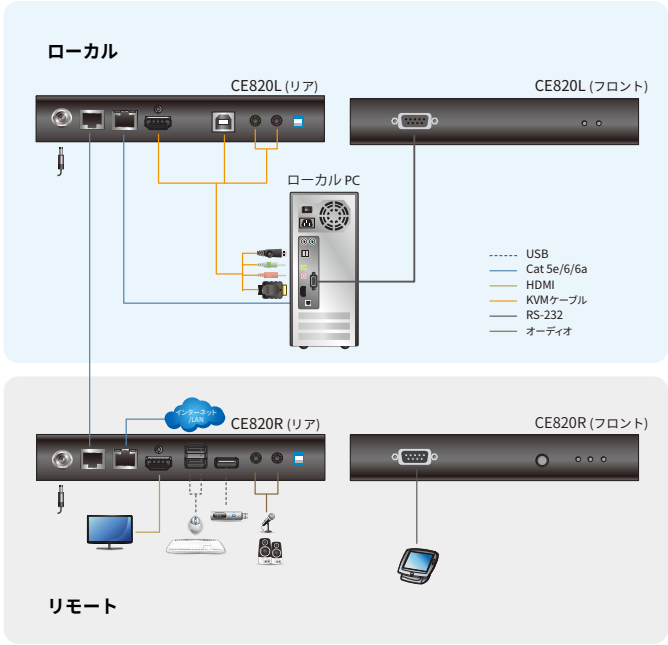 ローカル
CE820L (リア)
CE820L (フロント)
ローカル PC
USB
Cat 5e/6/6a
HDMI
KVMケーブル
RS-232
オーディオ
インターネット
/LAN
CE820R (リア)
CE820R (フロント)
リモート